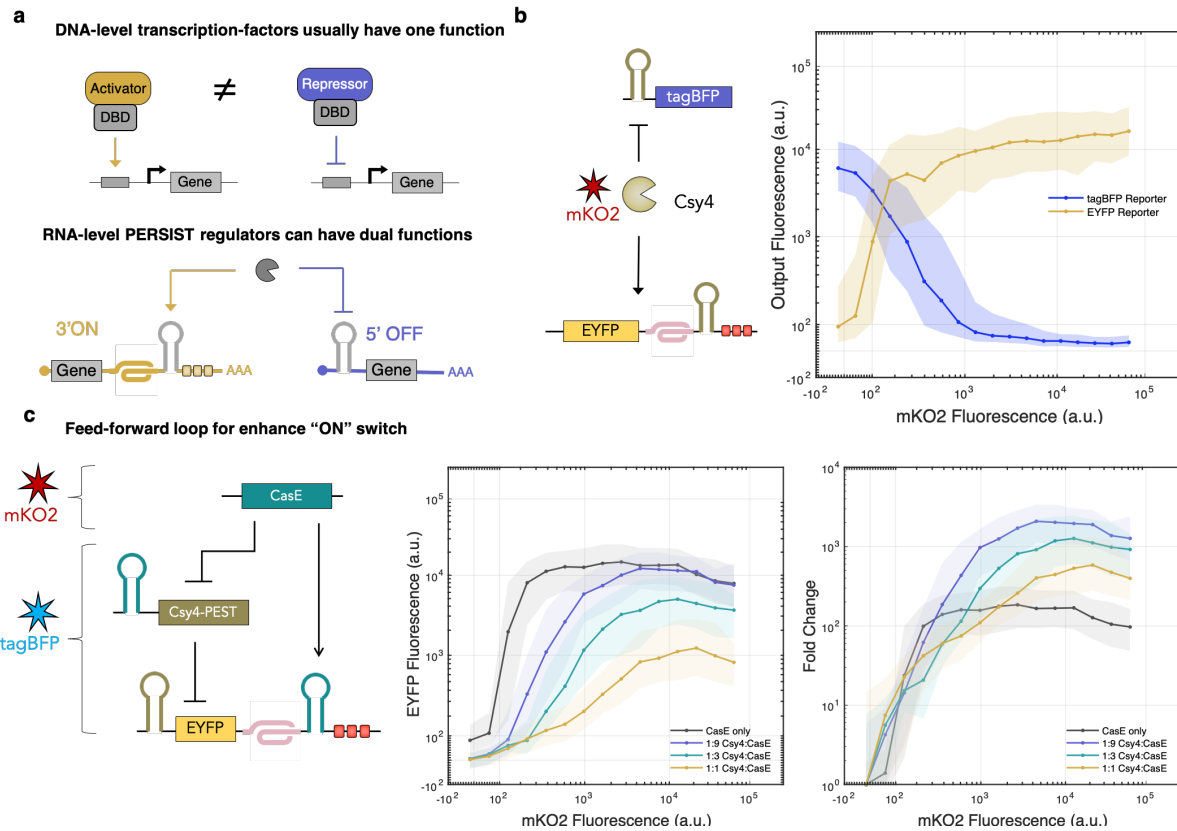 a
DNA-level transcription-factors usually have one function
Activator
DBD
≠
Repressor
DBD
Gene
Gene
RNA-level PERSIST regulators can have dual functions
3'ON
5' OFF
Gene
AAA
Gene
AAA
b
tagBFP
mKO2
Csy4
EYFP
Output Fluorescence (a.u.)
10^5
10^4
10^3
10^2
-10^2
-10^2
10^2
10^3
10^4
10^5
mKO2 Fluorescence (a.u.)
tagBFP Reporter
EYFP Reporter
c
Feed-forward loop for enhance “ON” switch
mKO2
CasE
tagBFP
Csy4-PEST
EYFP
EYFP Fluorescence (a.u.)
10^5
10^4
10^3
10^2
-10^2
-10^2
10^2
10^3
10^4
10^5
mKO2 Fluorescence (a.u.)
CasE only
1:9 Csy4:CasE
1:3 Csy4:CasE
1:1 Csy4:CasE
Fold Change
10^4
10^3
10^2
10^1
10^0
-10^2
10^2
10^3
10^4
10^5
mKO2 Fluorescence (a.u.)
CasE only
1:9 Csy4:CasE
1:3 Csy4:CasE
1:1 Csy4:CasE